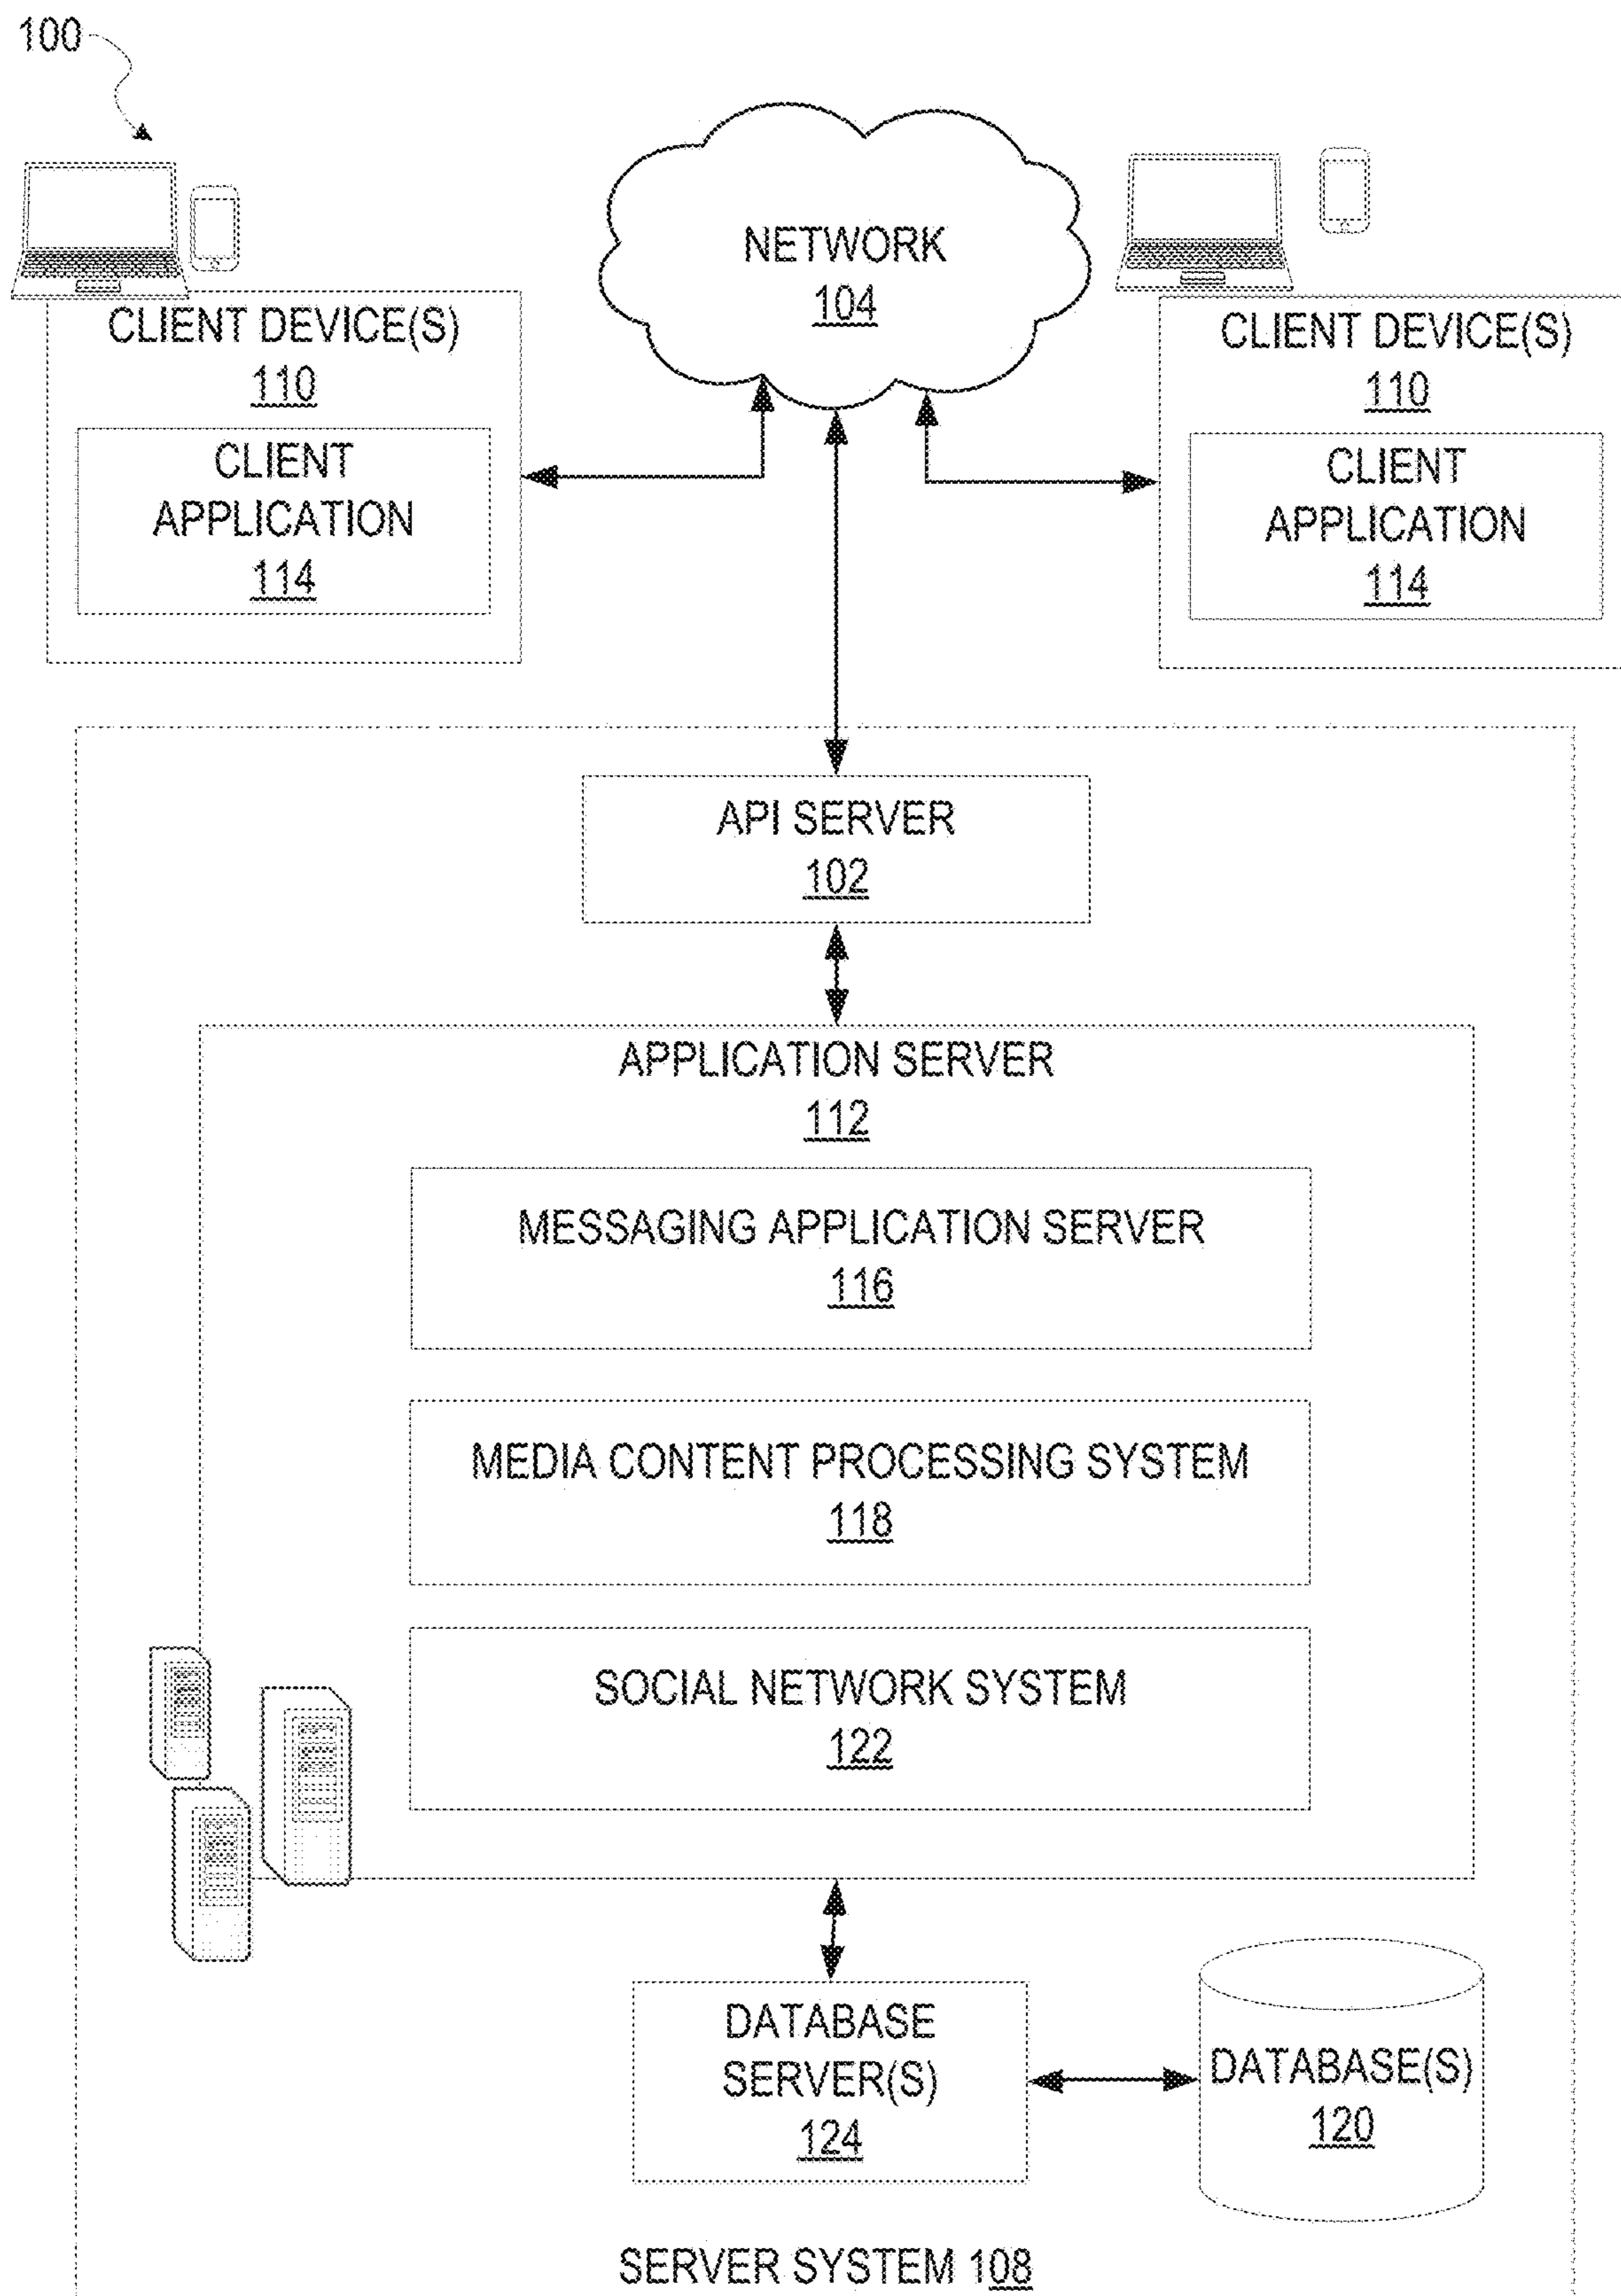 100
NETWORK
104
CLIENT DEVICE(S)
110
CLIENT
APPLICATION
114
CLIENT DEVICE(S)
110
CLIENT
APPLICATION
114
API SERVER
102
APPLICATION SERVER
112
MESSAGING APPLICATION SERVER
116
MEDIA CONTENT PROCESSING SYSTEM
118
SOCIAL NETWORK SYSTEM
122
DATABASE
SERVER(S)
124
DATABASE(S)
120
SERVER SYSTEM 108